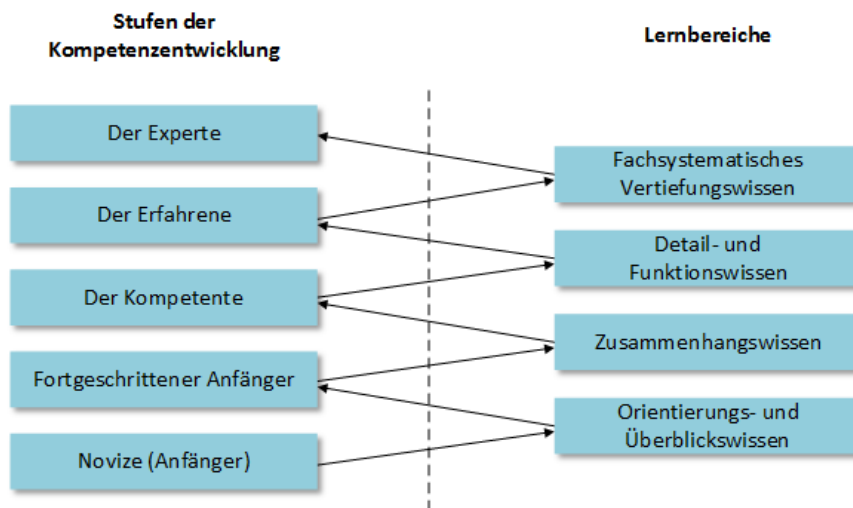 Stufen der
Kompetenzentwicklung
Lernbereiche
Der Experte
Der Erfahrene
Der Kompetente
Fortgeschrittener Anfänger
Novize (Anfänger)
Fachsystematisches
Vertiefungswissen
Detail- und
Funktionswissen
Zusammenhangswissen
Orientierungs- und
Überblickswissen